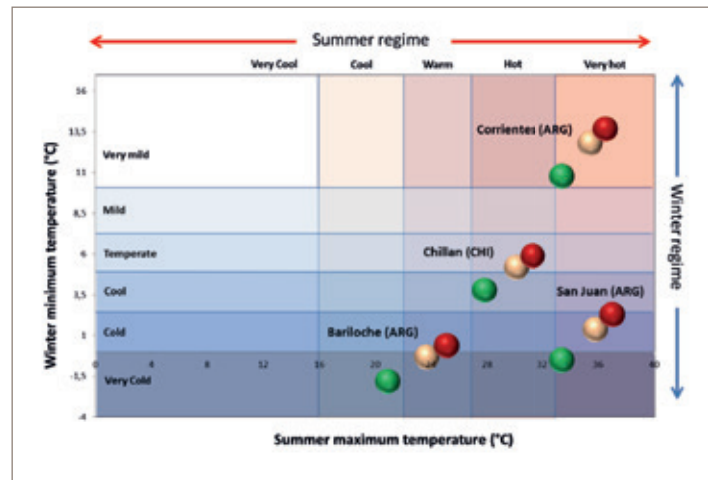 Summer regime
Very Cool Cool Warm Hot Very hot
56
13,5
11
8,5
6
3,5
1
-1,5
-4
Winter minimum temperature (°C)
Very mild
Mild
Temperate
Cool
Cold
Very Cold
Corrientes (ARG)
Chillan (CHI)
San Juan (ARG)
Bariloche (ARG)
Winter regime
0 4 8 12 16 20 24 28 32 36 40
Summer maximum temperature (°C)